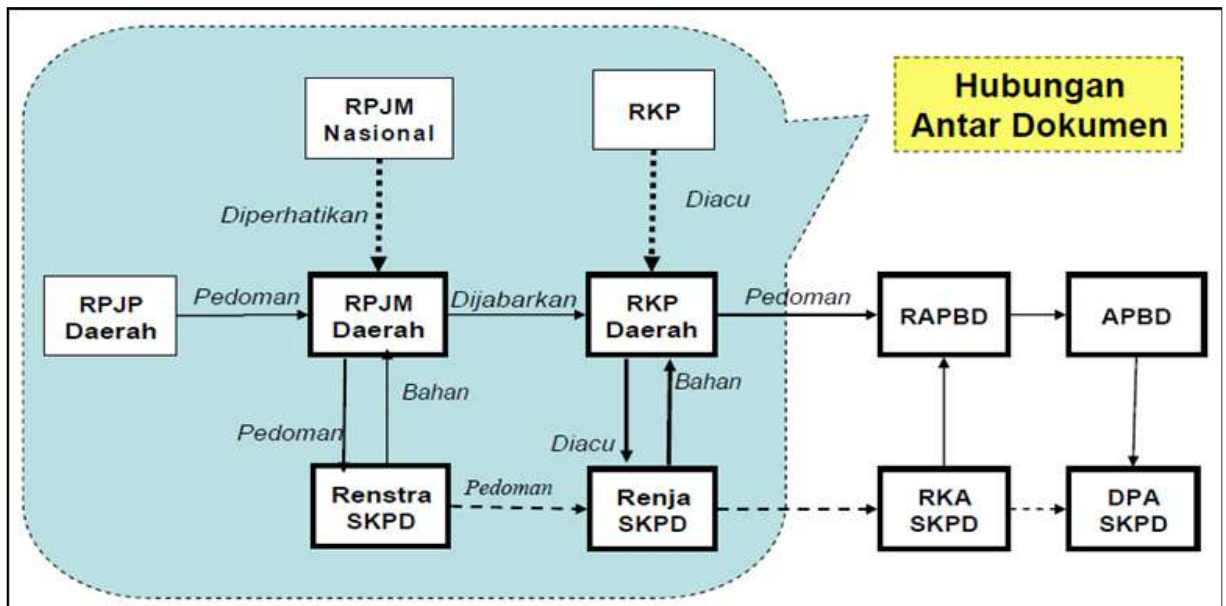 Hubungan
Antar Dokumen
RPJM
Nasional
RKP
Diperhatikan
Diacu
RPJP
Daerah
Pedoman
RPJM
Daerah
Dijabarkan
RKP
Daerah
Pedoman
RAPBD
APBD
Pedoman
Bahan
Diacu
Bahan
Renstra
SKPD
Pedoman
Renja
SKPD
RKA
SKPD
DPA
SKPD